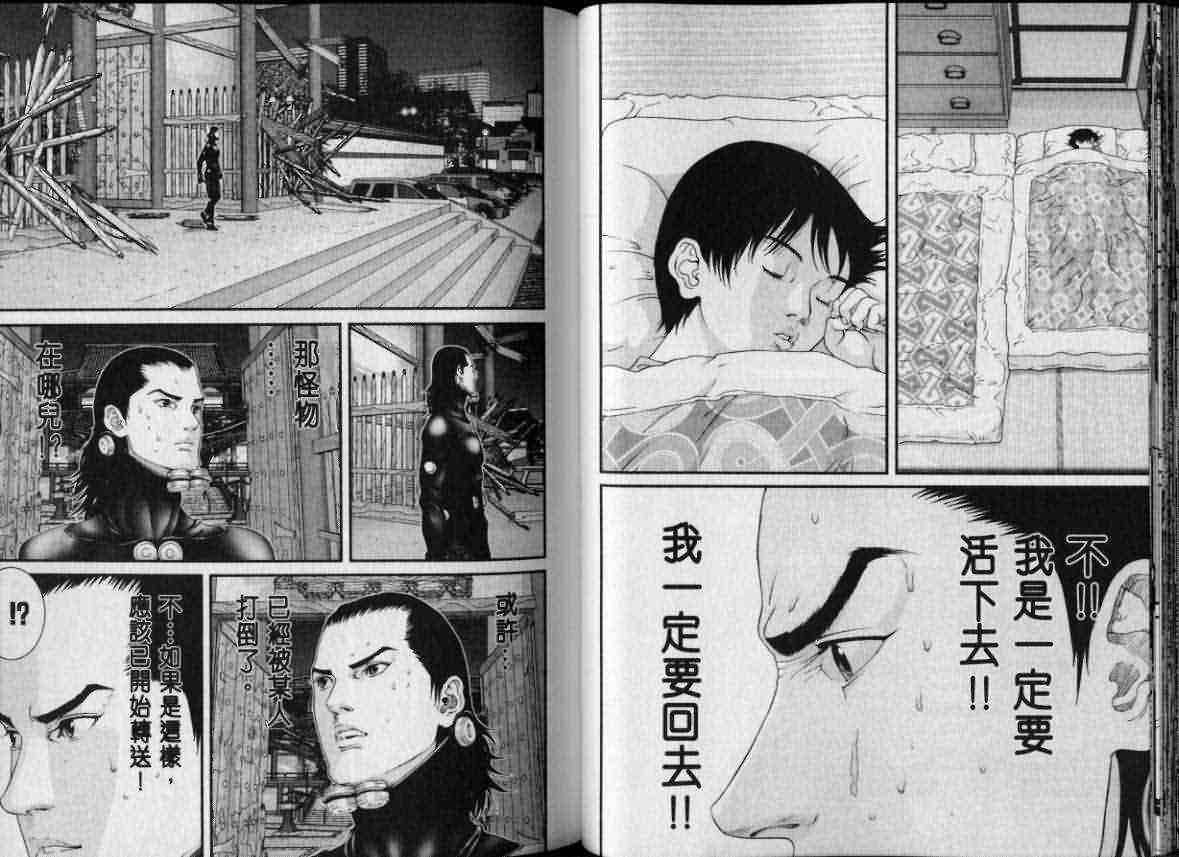 不!!
我是一定要
活下去!!
我一定要回去!!
那怪物
……
在哪兒!?
或許…
已經被某人
打倒了。
不…如果是這樣，
應該已開始轉送！
!?